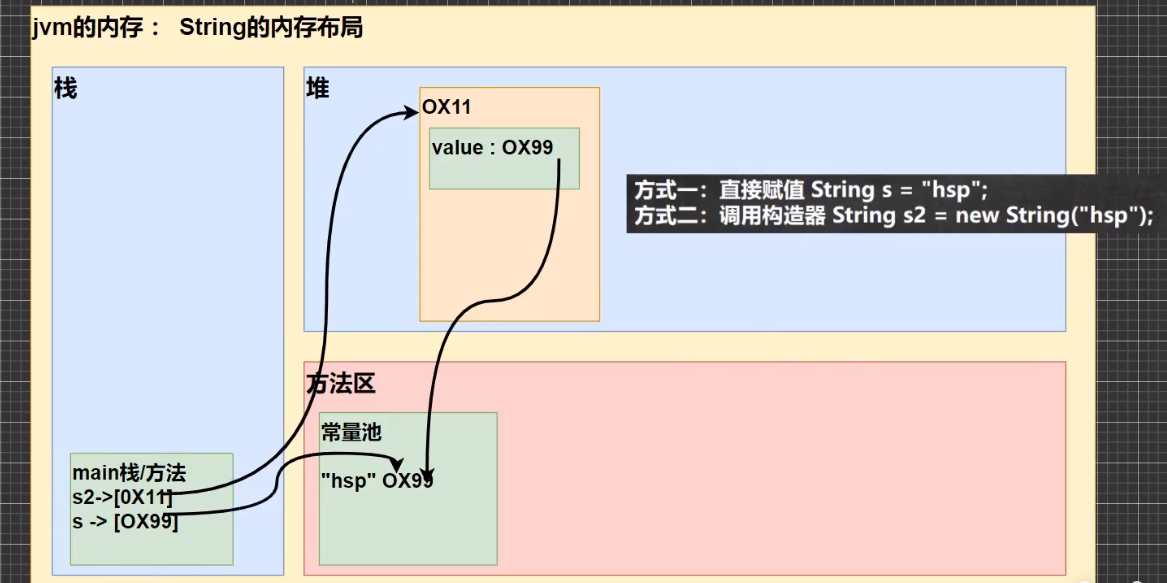 jvm的内存： String的内存布局
栈
堆
OX11
value : OX99
方式一：直接赋值 String s = "hsp";
方式二：调用构造器 String s2 = new String("hsp");
方法区
常量池
"hsp" OX99
main栈/方法
s2->[0X11]
s -> [OX99]